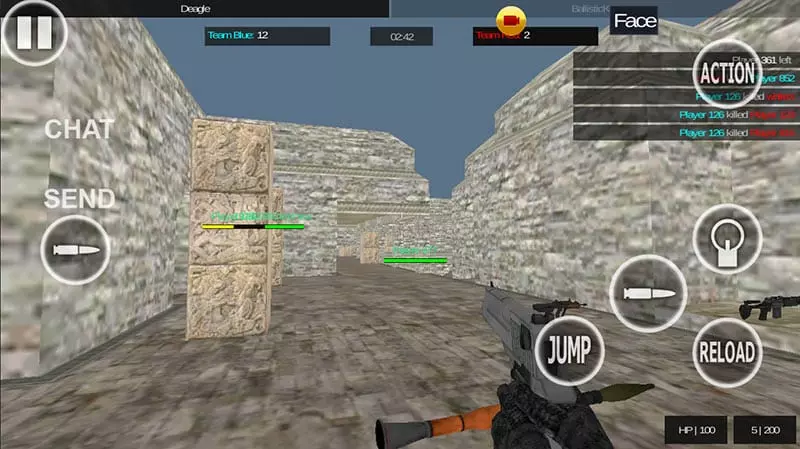 Deagle
Team Blue: 12
02:42
2
Face
361 left
ACTION
852
Player 126 killed
Player 126 killed
Player 126 killed
CHAT
SEND
JUMP
RELOAD
HP | 100
5 | 200